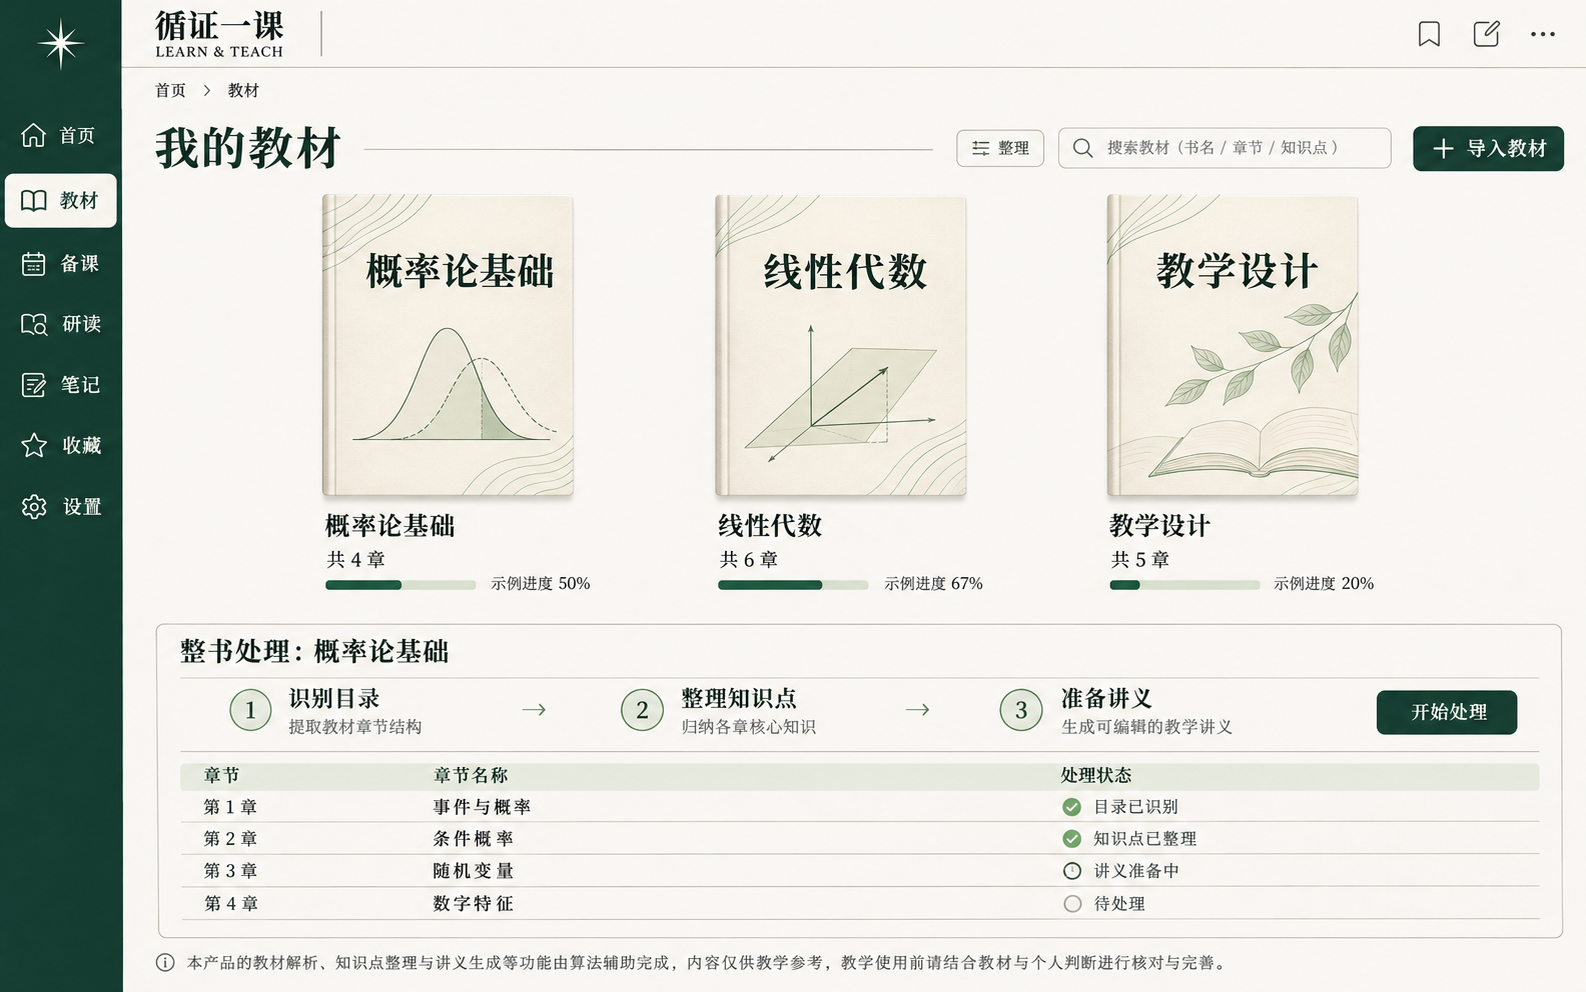 循证一课
LEARN & TEACH
首页
教材
备课
研读
笔记
收藏
设置
首页 > 教材
我的教材
整理
搜索教材（书名 / 章节 / 知识点）
导入教材
概率论基础
线性代数
教学设计
概率论基础
共 4 章
示例进度 50%
线性代数
共 6 章
示例进度 67%
教学设计
共 5 章
示例进度 20%
整书处理：概率论基础
1 识别目录
提取教材章节结构
2 整理知识点
归纳各章核心知识
3 准备讲义
生成可编辑的教学讲义
开始处理
章节 章节名称 处理状态
第 1 章 事件与概率 目录已识别
第 2 章 条件概率 知识点已整理
第 3 章 随机变量 讲义准备中
第 4 章 数字特征 待处理
本产品的教材解析、知识点整理与讲义生成等功能由算法辅助完成，内容仅供教学参考，教学使用前请结合教材与个人判断进行核对与完善。